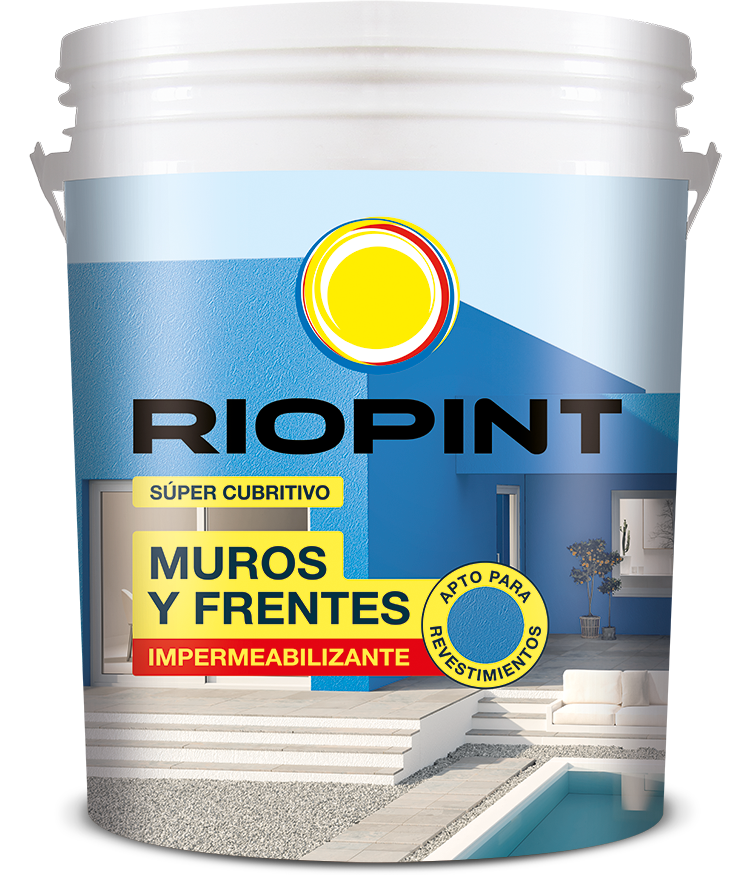 RIOPINT
SÚPER CUBRITIVO
MUROS
Y FRENTES
IMPERMEABILIZANTE
APTO PARA
REVESTIMIENTOS